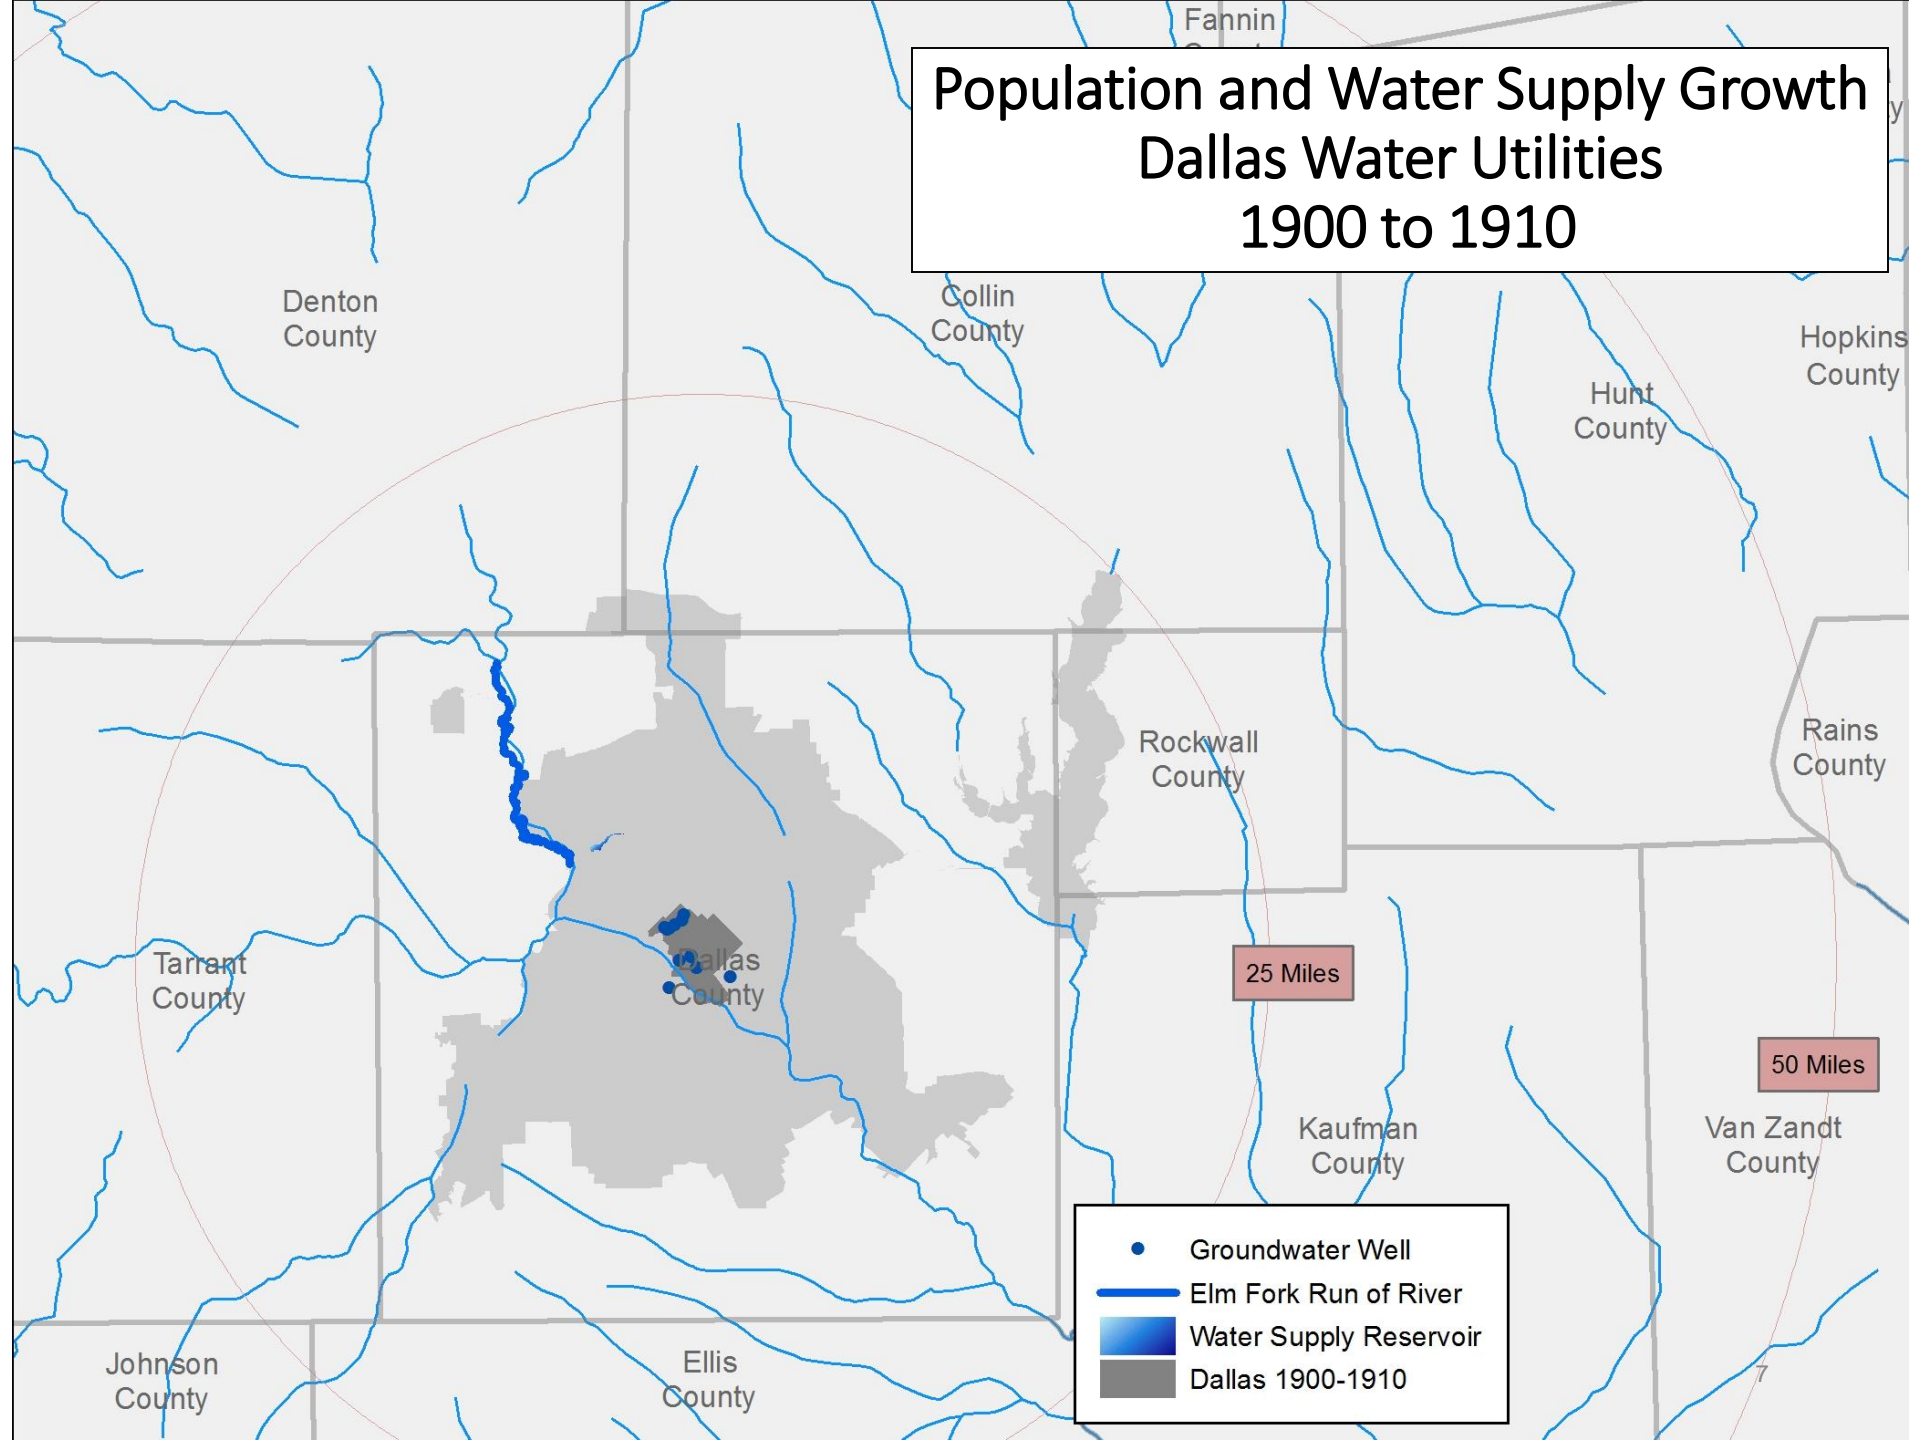 Fannin
Population and Water Supply Growth
Dallas Water Utilities
1900 to 1910
Denton
County
Collin
County
Hopkins
County
Hunt
County
Rockwall
County
Rains
County
Tarrant
County
Dallas
County
25 Miles
50 Miles
Kaufman
County
Van Zandt
County
Groundwater Well
Elm Fork Run of River
Water Supply Reservoir
Dallas 1900-1910
Johnson
County
Ellis
County
7